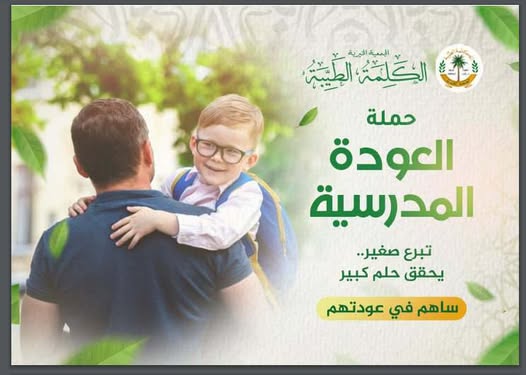 الجمعية الخيرية
الكلمة الطيبة
حملة
العودة
المدرسية
تبرع صغير..
يحقق حلم كبير
ساهم في عودتهم